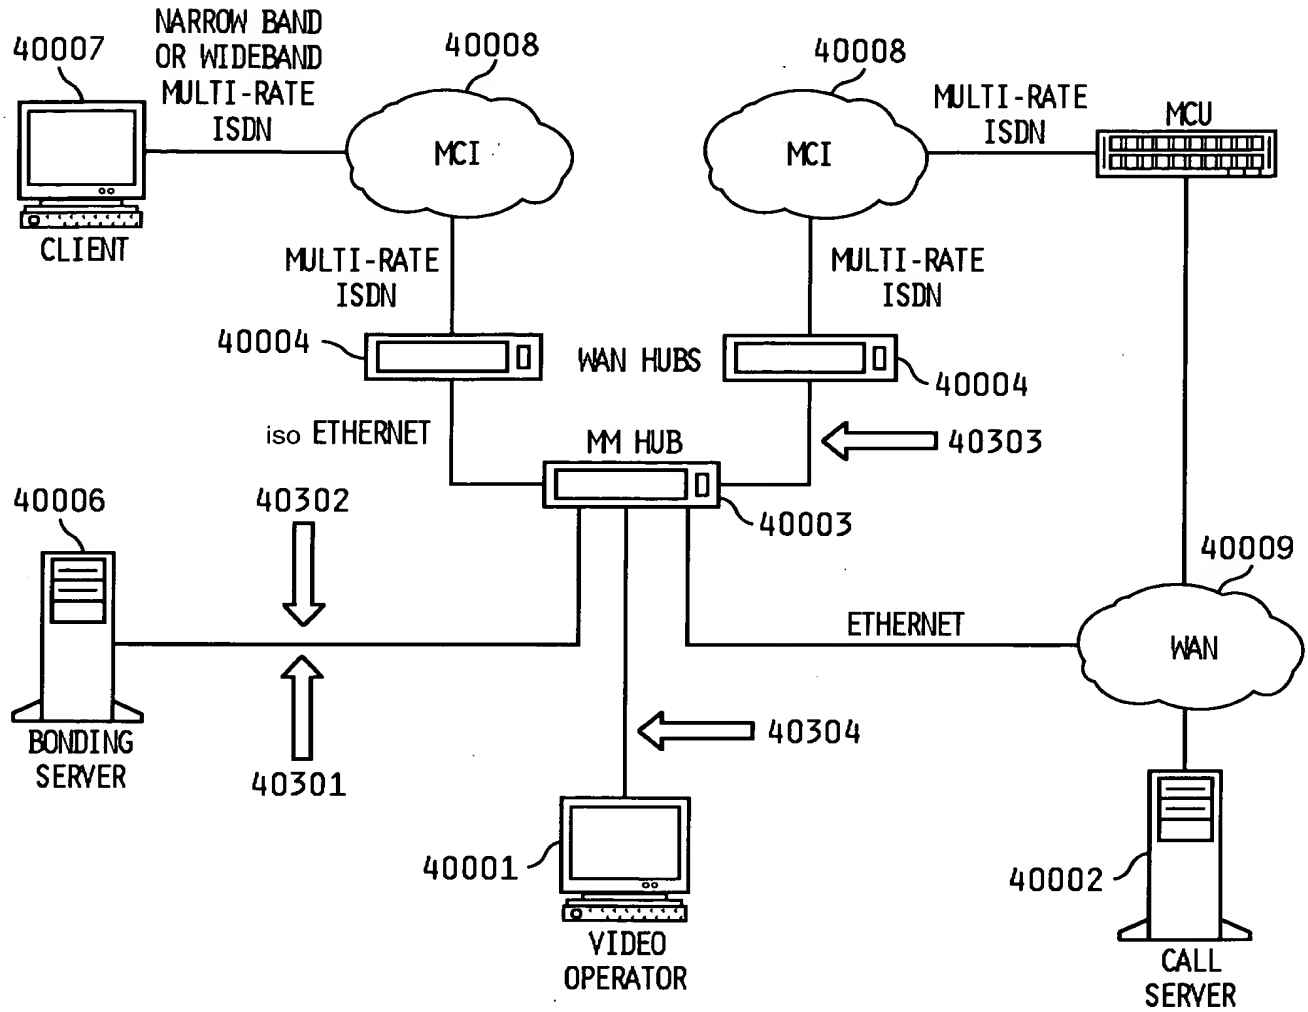 NARROW BAND
OR WIDEBAND
MULTI-RATE
ISDN
40007
40008
40008
MULTI-RATE
ISDN
MCU
MCI
MCI
CLIENT
MULTI-RATE
ISDN
MULTI-RATE
ISDN
40004
WAN HUBS
40004
iso ETHERNET
MM HUB
40303
40006
40302
40003
40009
ETHERNET
WAN
BONDING
SERVER
40301
40304
40001
40002
VIDEO
OPERATOR
CALL
SERVER